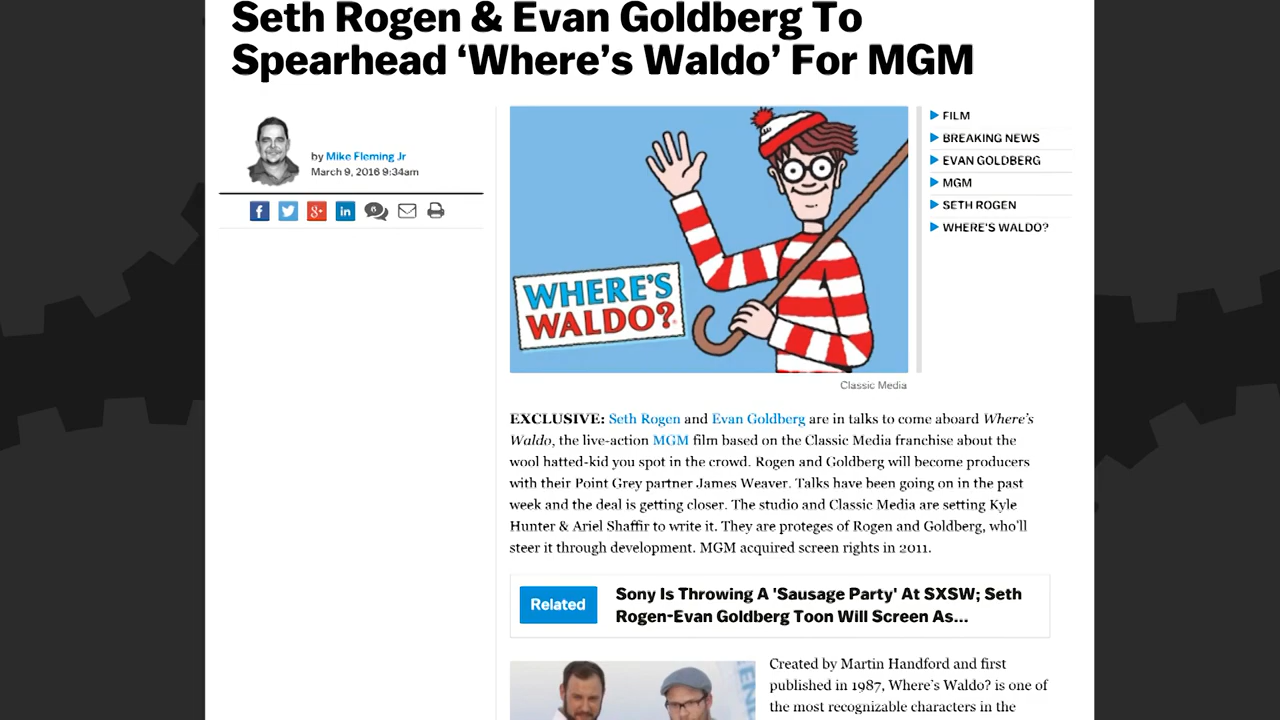 Seth Rogen & Evan Goldberg To
Spearhead ‘Where’s Waldo’ For MGM
by Mike Fleming Jr
March 9, 2016 9:34am
WHERE'S
WALDO?
Classic Media
FILM
BREAKING NEWS
EVAN GOLDBERG
MGM
SETH ROGEN
WHERE'S WALDO?
EXCLUSIVE: Seth Rogen and Evan Goldberg are in talks to come aboard Where’s
Waldo, the live-action MGM film based on the Classic Media franchise about the
wool hatted-kid you spot in the crowd. Rogen and Goldberg will become producers
with their Point Grey partner James Weaver. Talks have been going on in the past
week and the deal is getting closer. The studio and Classic Media are setting Kyle
Hunter & Ariel Shaffir to write it. They are proteges of Rogen and Goldberg, who’ll
steer it through development. MGM acquired screen rights in 2011.
Related
Sony Is Throwing A 'Sausage Party' At SXSW; Seth
Rogen-Evan Goldberg Toon Will Screen As...
Created by Martin Handford and first
published in 1987, Where’s Waldo? is one of
the most recognizable characters in the